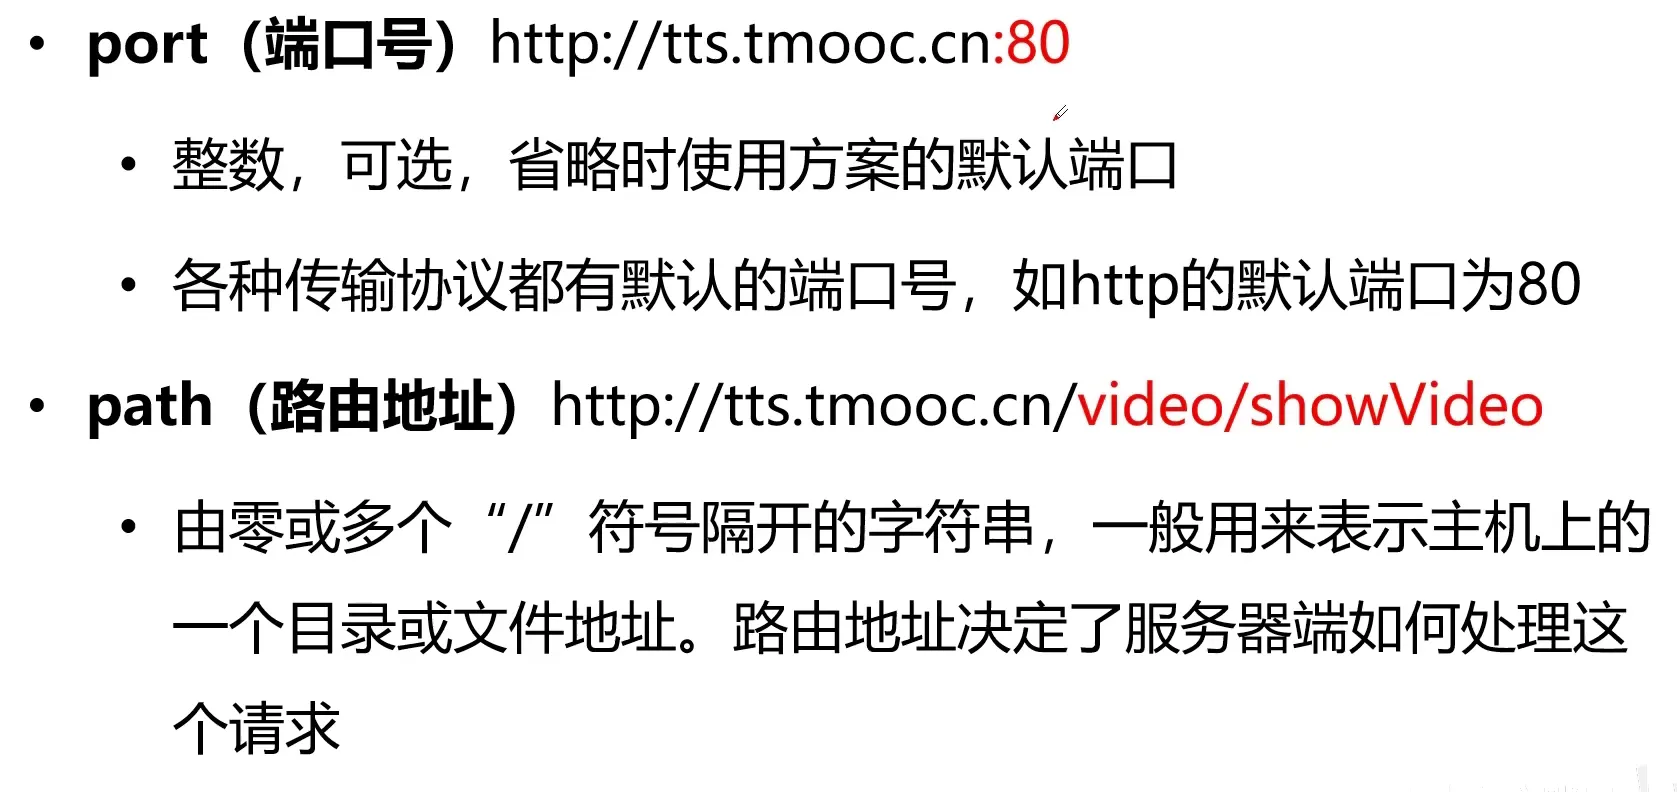 • port（端口号）http://tts.tmooc.cn:80
• 整数，可选，省略时使用方案的默认端口
• 各种传输协议都有默认的端口号，如http的默认端口为80
• path（路由地址）http://tts.tmooc.cn/video/showVideo
• 由零或多个“/”符号隔开的字符串，一般用来表示主机上的
一个目录或文件地址。路由地址决定了服务器端如何处理这
个请求